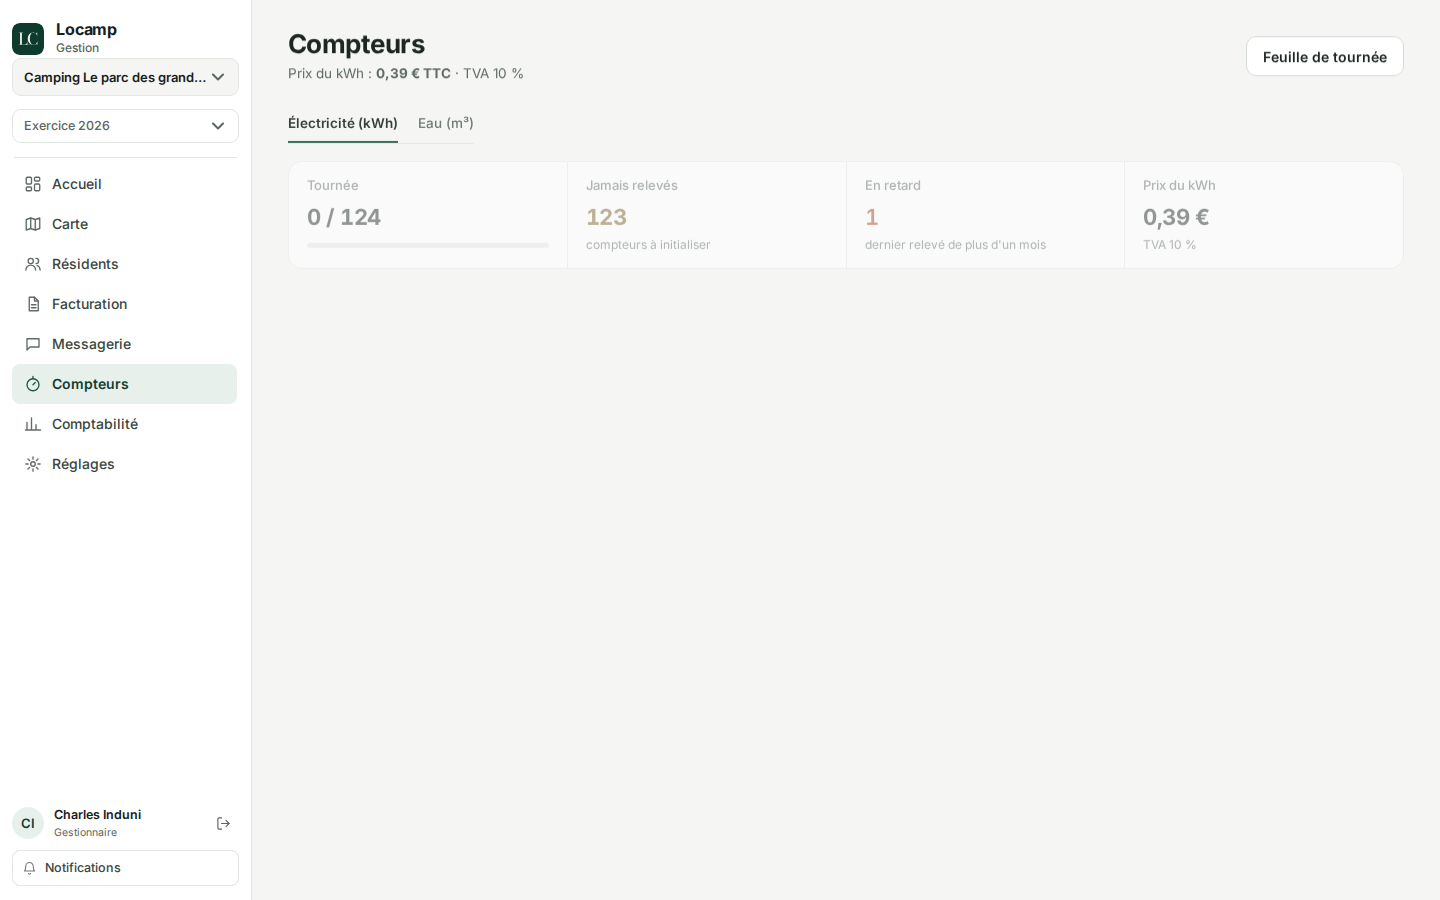 LC
Locamp
Gestion
Camping Le parc des grand...
Exercice 2026
Accueil
Carte
Résidents
Facturation
Messagerie
Compteurs
Comptabilité
Réglages
CI
Charles Induni
Gestionnaire
Notifications
Compteurs
Prix du kWh : 0,39 € TTC · TVA 10 %
Feuille de tournée
Électricité (kWh)
Eau (m³)
Tournée
0 / 124
Jamais relevés
123
compteurs à initialiser
En retard
1
dernier relevé de plus d'un mois
Prix du kWh
0,39 €
TVA 10 %